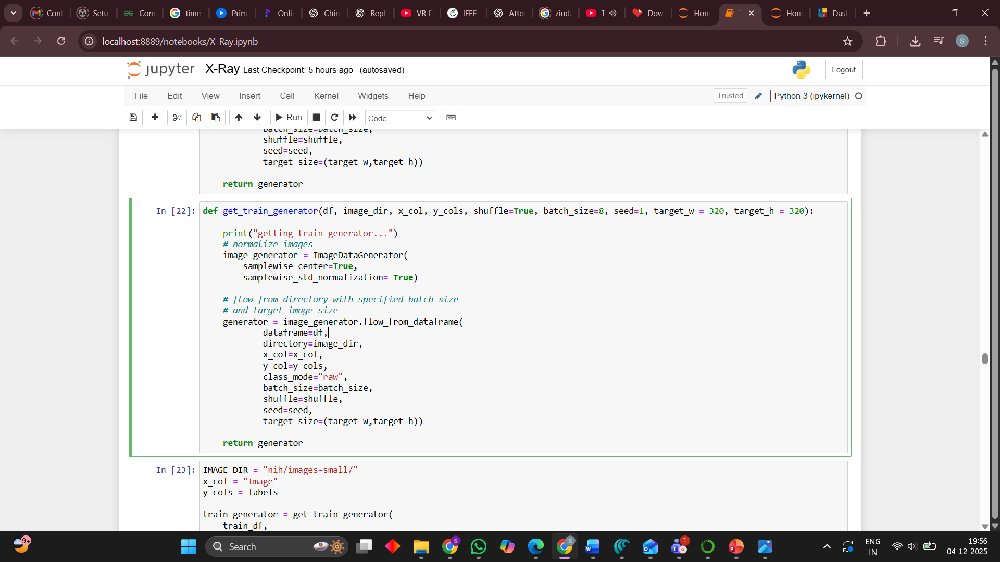 Conf
Setu
Com
time
Prim
Onli
Chin
Repl
VR D
IEEE
Atte
zind
T
Dow
Hom
Hom
Dash
localhost:8889/notebooks/X-Ray.ipynb
S
jupyter X-Ray Last Checkpoint: 5 hours ago (autosaved)
Logout
File Edit View Insert Cell Kernel Widgets Help
Trusted
Python 3 (ipykernel)
Run
Code
batch_size=batch_size,
shuffle=shuffle,
seed=seed,
target_size=(target_w,target_h))
return generator
In [22]:
def get_train_generator(df, image_dir, x_col, y_cols, shuffle=True, batch_size=8, seed=1, target_w = 320, target_h = 320):
print("getting train generator...")
# normalize images
image_generator = ImageDataGenerator(
samplewise_center=True,
samplewise_std_normalization= True)
# flow from directory with specified batch size
# and target image size
generator = image_generator.flow_from_dataframe(
dataframe=df,
directory=image_dir,
x_col=x_col,
y_col=y_cols,
class_mode="raw",
batch_size=batch_size,
shuffle=shuffle,
seed=seed,
target_size=(target_w,target_h))
return generator
In [23]:
IMAGE_DIR = "nih/images-small/"
x_col = "Image"
y_cols = labels
train_generator = get_train_generator(
train_df,
9+
Search
S
S
1
ENG
IN
19:56
04-12-2025